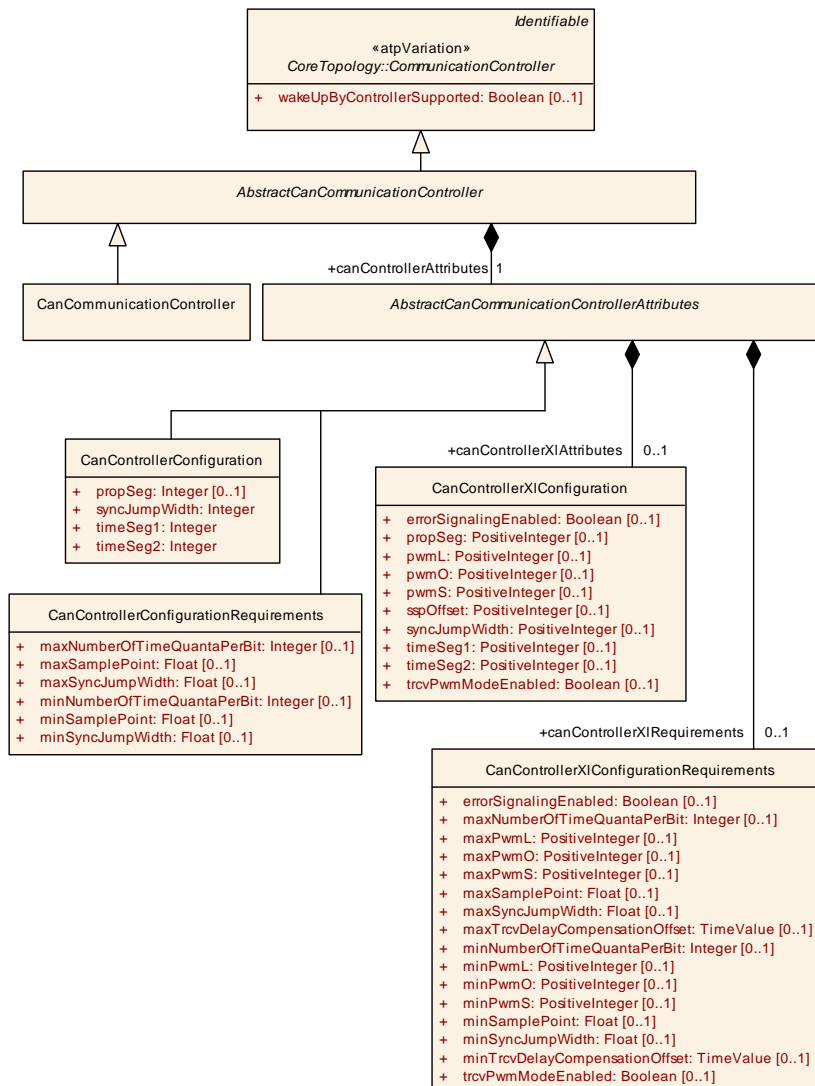 Identifiable
«atpVariation»
CoreTopology::CommunicationController
+ wakeUpByControllerSupported: Boolean [0..1]
AbstractCanCommunicationController
+canControllerAttributes 1
CanCommunicationController
AbstractCanCommunicationControllerAttributes
CanControllerConfiguration
+ propSeg: Integer [0..1]
+ syncJumpWidth: Integer
+ timeSeg1: Integer
+ timeSeg2: Integer
+canControllerXlAttributes 0..1
CanControllerXlConfiguration
+ errorSignalingEnabled: Boolean [0..1]
+ propSeg: PositiveInteger [0..1]
+ pwmL: PositiveInteger [0..1]
+ pwmO: PositiveInteger [0..1]
+ pwmS: PositiveInteger [0..1]
+ sspOffset: PositiveInteger [0..1]
+ syncJumpWidth: PositiveInteger [0..1]
+ timeSeg1: PositiveInteger [0..1]
+ timeSeg2: PositiveInteger [0..1]
+ trcvPwmModeEnabled: Boolean [0..1]
CanControllerConfigurationRequirements
+ maxNumberOfTimeQuantaPerBit: Integer [0..1]
+ maxSamplePoint: Float [0..1]
+ maxSyncJumpWidth: Float [0..1]
+ minNumberOfTimeQuantaPerBit: Integer [0..1]
+ minSamplePoint: Float [0..1]
+ minSyncJumpWidth: Float [0..1]
+canControllerXlRequirements 0..1
CanControllerXlConfigurationRequirements
+ errorSignalingEnabled: Boolean [0..1]
+ maxNumberOfTimeQuantaPerBit: Integer [0..1]
+ maxPwmL: PositiveInteger [0..1]
+ maxPwmO: PositiveInteger [0..1]
+ maxPwmS: PositiveInteger [0..1]
+ maxSamplePoint: Float [0..1]
+ maxSyncJumpWidth: Float [0..1]
+ maxTrcvDelayCompensationOffset: TimeValue [0..1]
+ minNumberOfTimeQuantaPerBit: Integer [0..1]
+ minPwmL: PositiveInteger [0..1]
+ minPwmO: PositiveInteger [0..1]
+ minPwmS: PositiveInteger [0..1]
+ minSamplePoint: Float [0..1]
+ minSyncJumpWidth: Float [0..1]
+ minTrcvDelayCompensationOffset: TimeValue [0..1]
+ trcvPwmModeEnabled: Boolean [0..1]